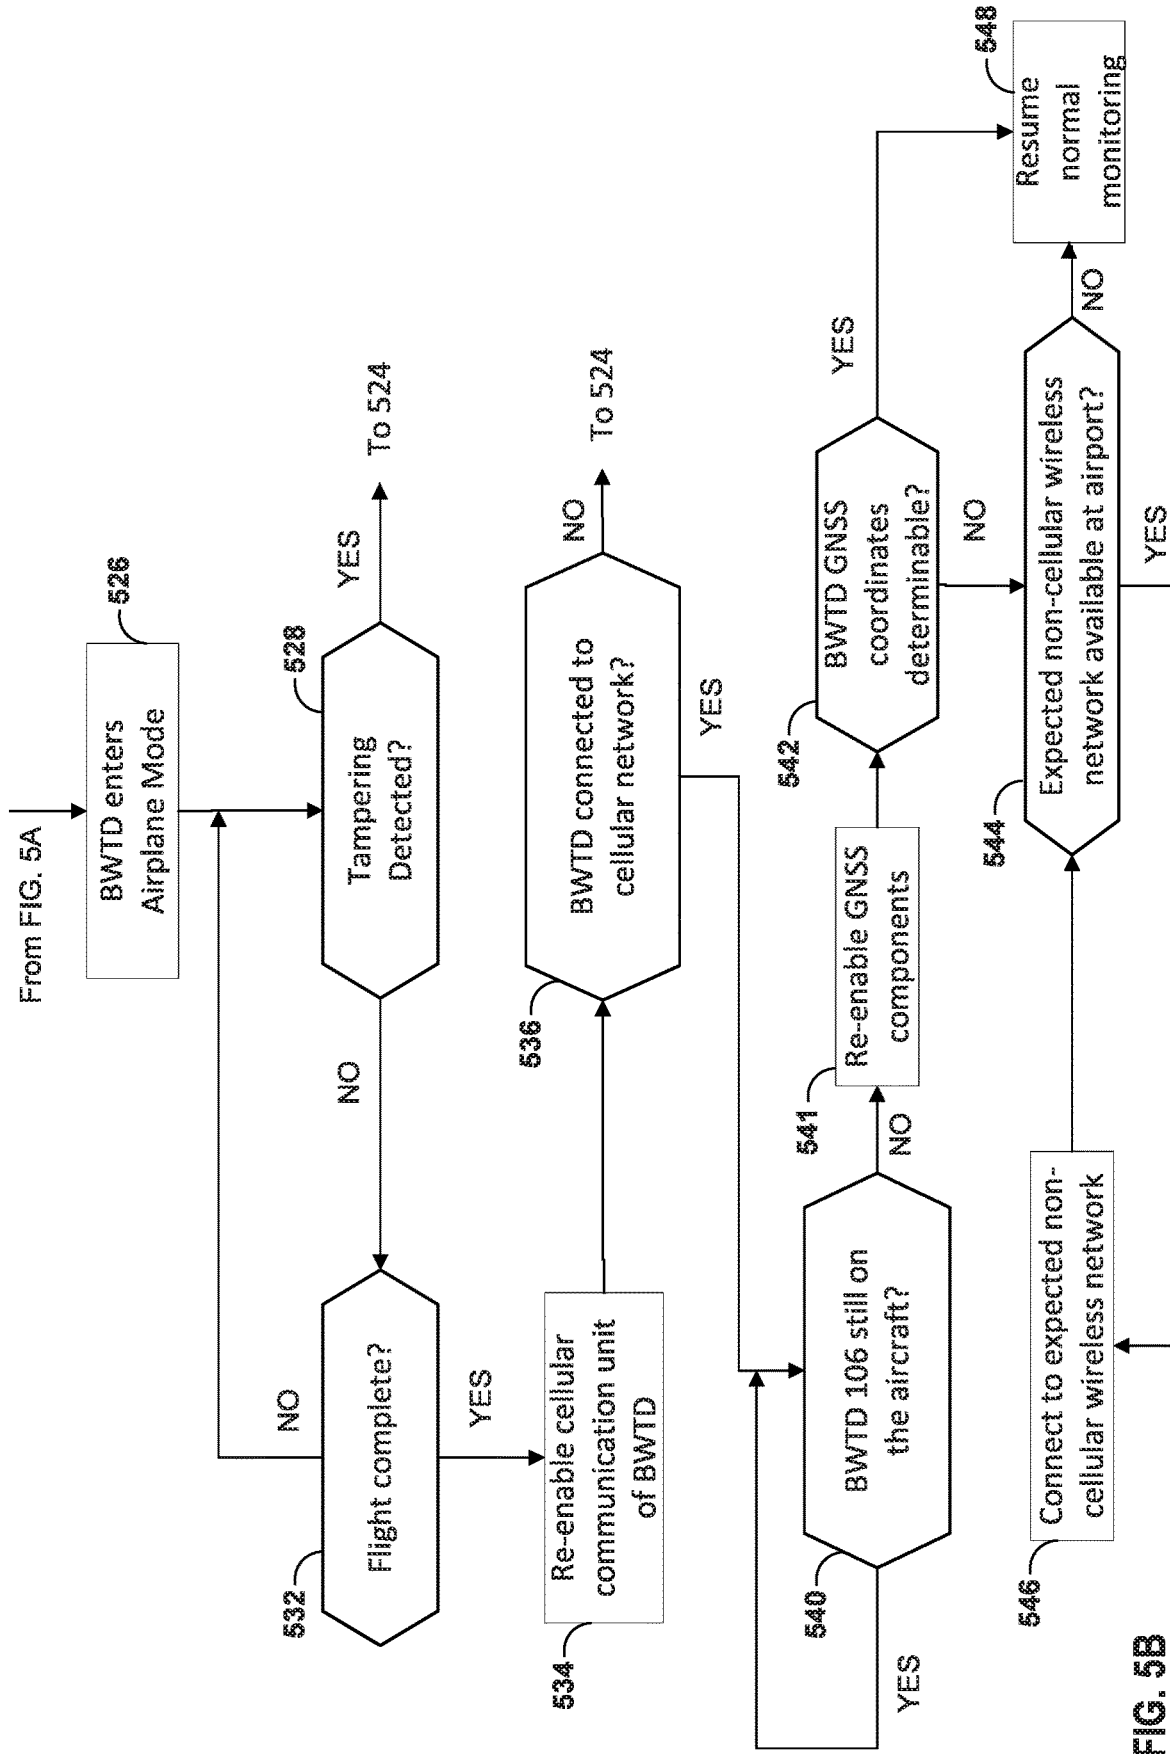 From FIG. 5A
BWTD enters
Airplane Mode
526
Tampering
Detected?
528
YES
To 524
NO
Flight complete?
532
NO
YES
Re-enable cellular
communication unit
of BWTD
534
BWTD connected to
cellular network?
536
NO
To 524
YES
BWTD 106 still on
the aircraft?
540
YES
NO
Re-enable GNSS
components
541
BWTD GNSS
coordinates
determinable?
542
YES
NO
Expected non-cellular wireless
network available at airport?
544
NO
YES
Connect to expected non-
cellular wireless network
546
Resume
normal
monitoring
548
FIG. 5B